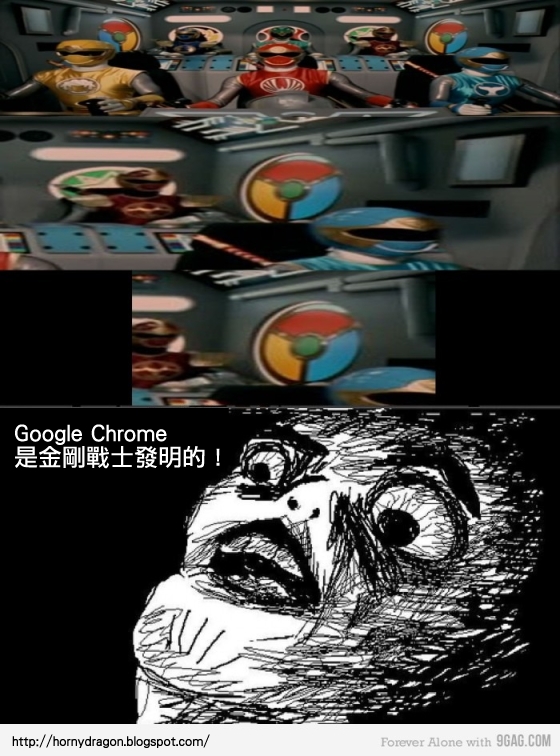 Google Chrome
是金剛戰士發明的！
http://hornydragon.blogspot.com/
Forever Alone with 9GAG.COM